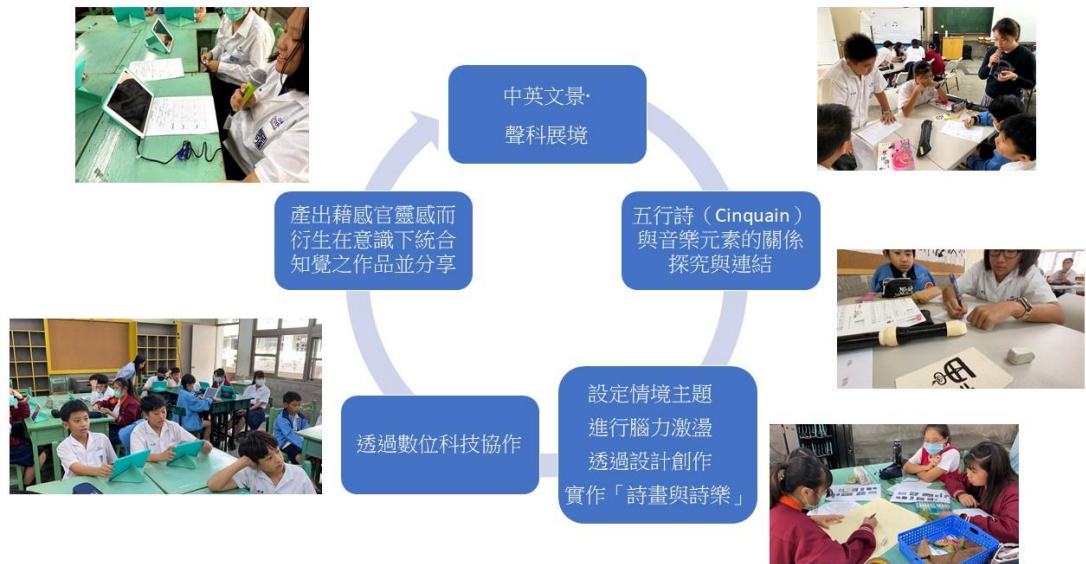 中英文景·
聲科展境
五行詩（Cinquain）
與音樂元素的關係
探究與連結
設定情境主題
進行腦力激盪
透過設計創作
實作「詩畫與詩樂」
透過數位科技協作
產出藉感官靈感而
衍生在意識下統合
知覺之作品並分享